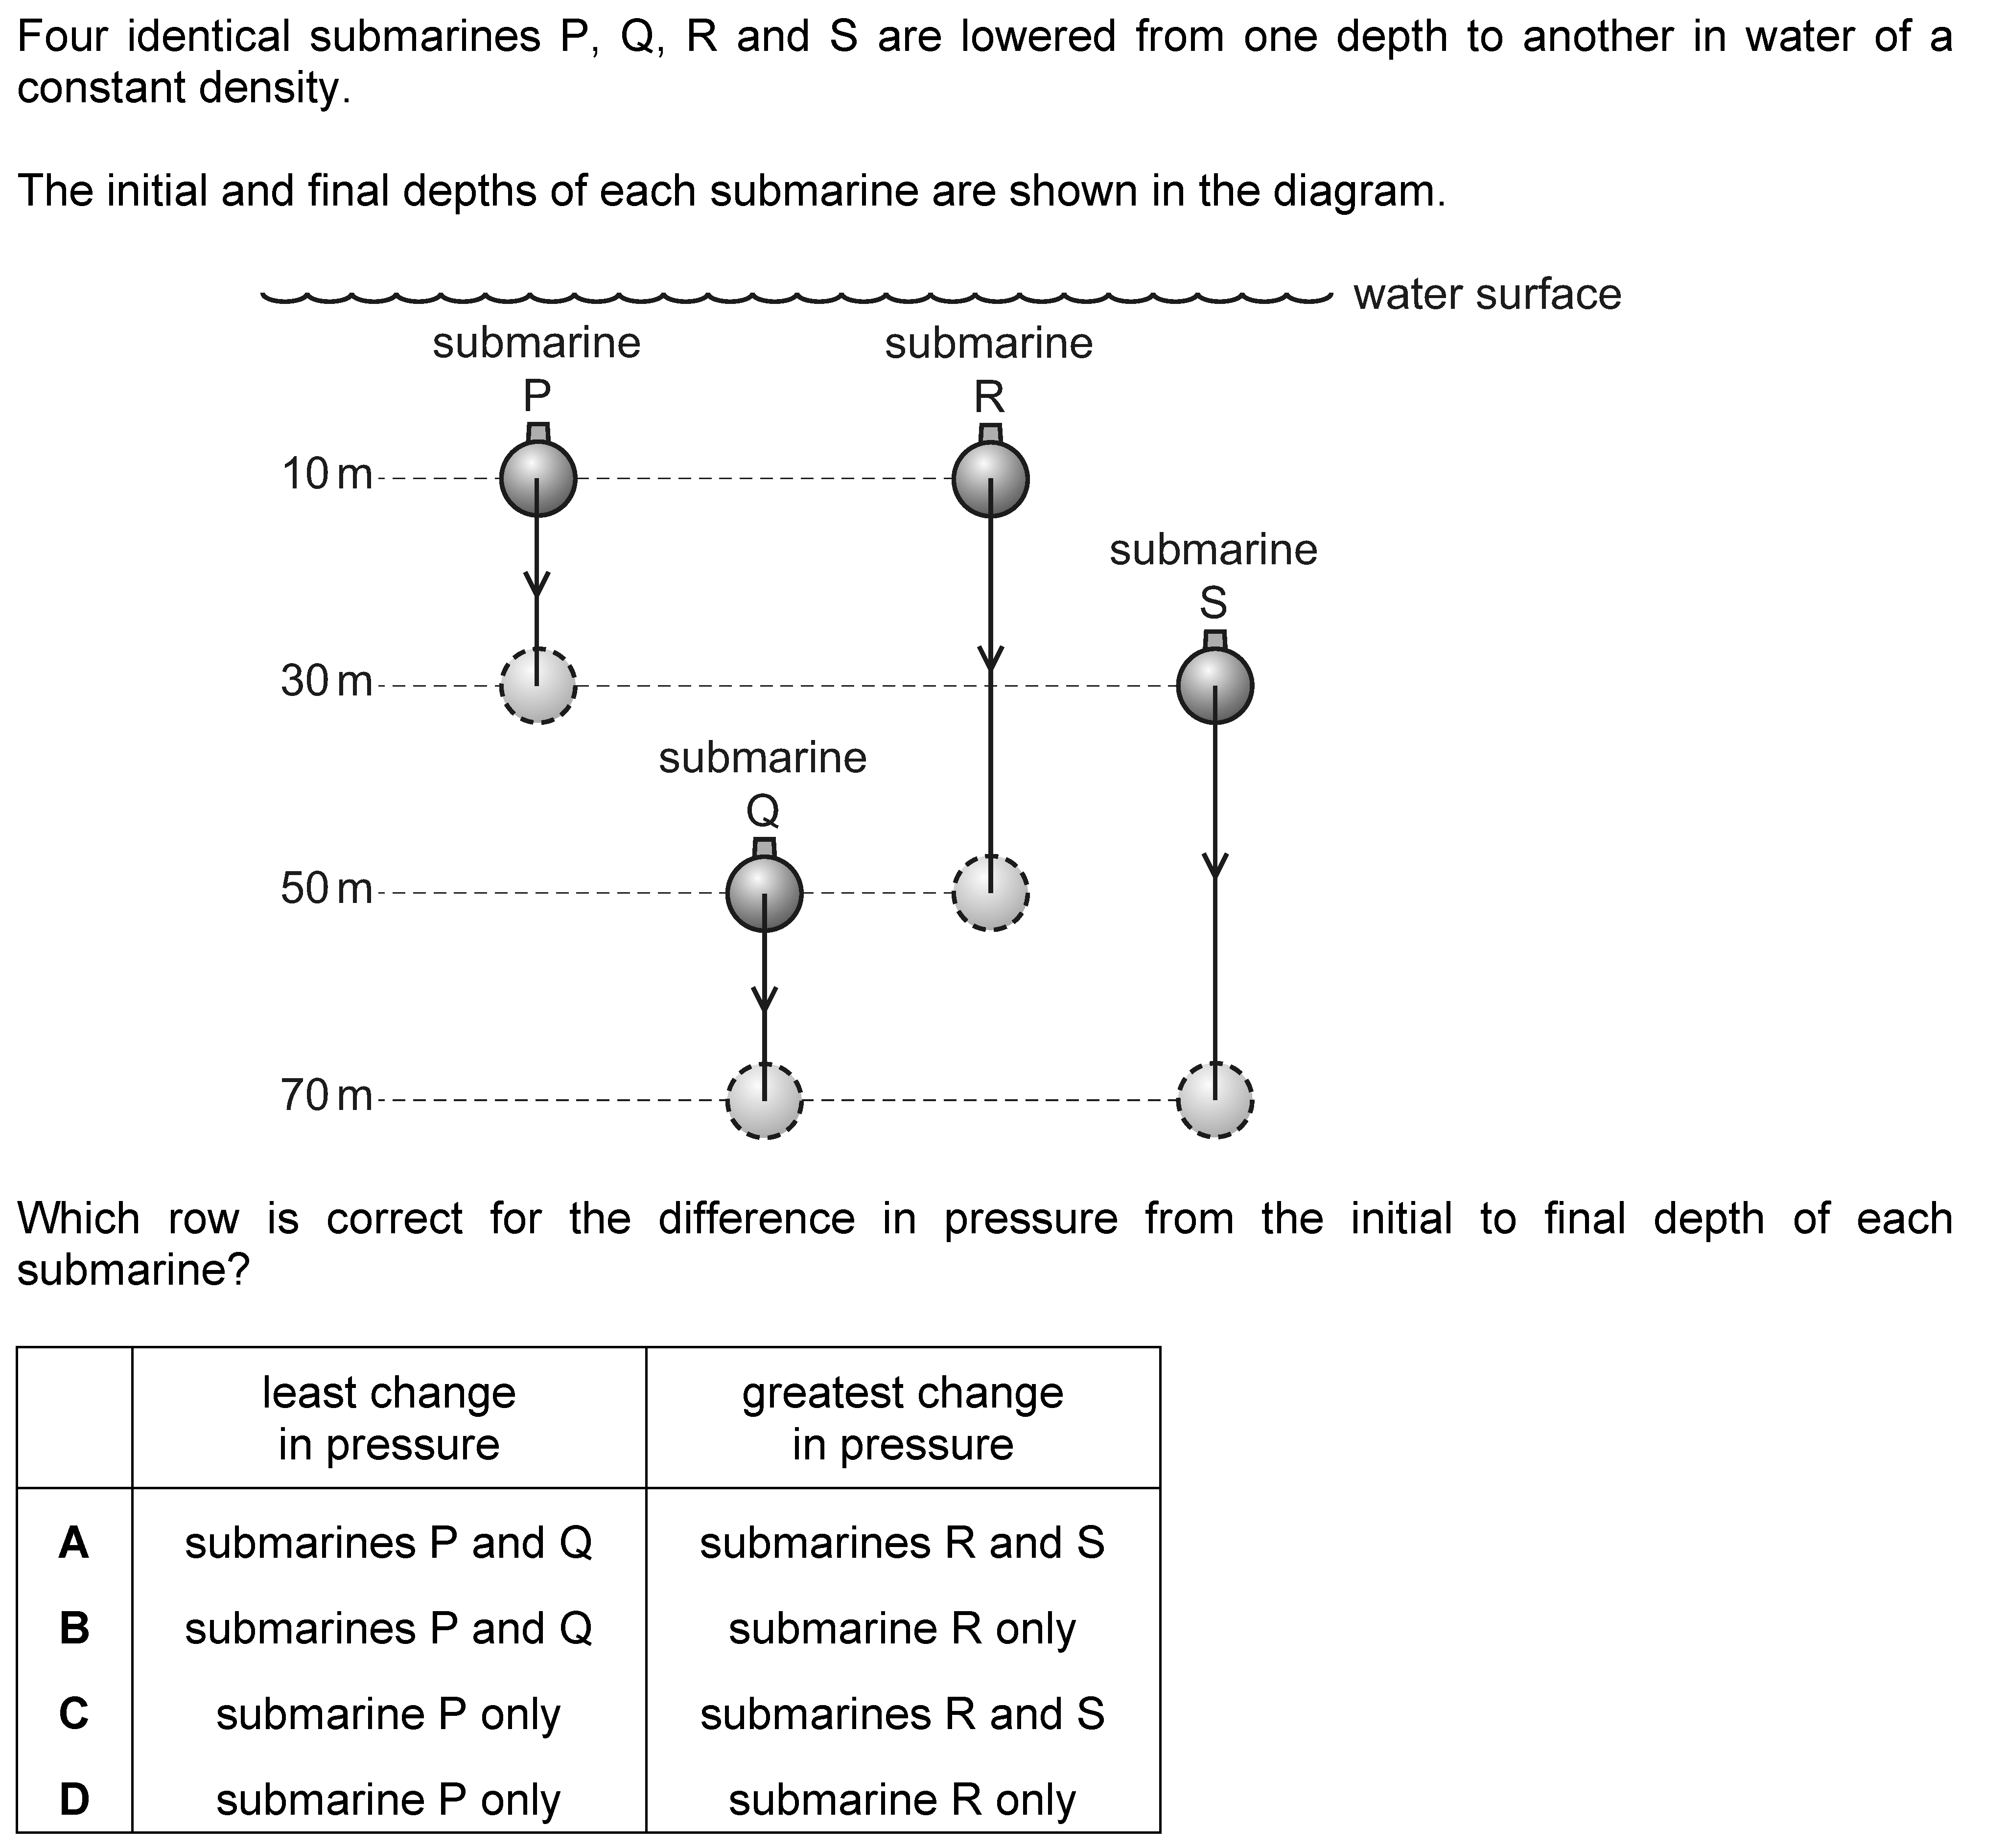 Four identical submarines P, Q, R and S are lowered from one depth to another in water of a
constant density.
The initial and final depths of each submarine are shown in the diagram.
water surface
submarine
P
submarine
R
10 m
submarine
S
30 m
submarine
Q
50 m
70 m
Which row is correct for the difference in pressure from the initial to final depth of each
submarine?
least change
in pressure
greatest change
in pressure
A submarines P and Q submarines R and S
B submarines P and Q submarine R only
C submarine P only submarines R and S
D submarine P only submarine R only